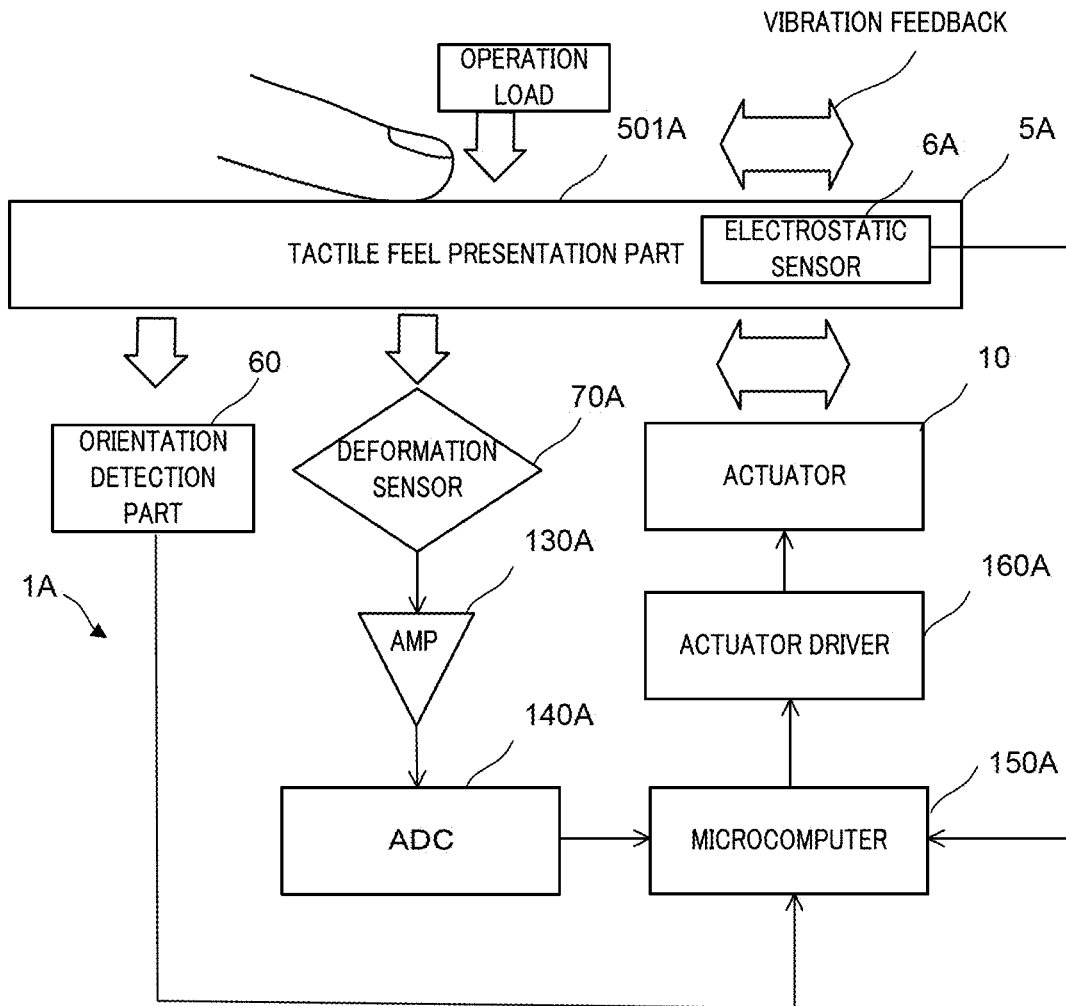 VIBRATION FEEDBACK
OPERATION
LOAD
501A
6A
5A
TACTILE FEEL PRESENTATION PART
ELECTROSTATIC
SENSOR
60
70A
10
ORIENTATION
DETECTION
PART
DEFORMATION
SENSOR
ACTUATOR
1A
130A
160A
AMP
ACTUATOR DRIVER
140A
150A
ADC
MICROCOMPUTER